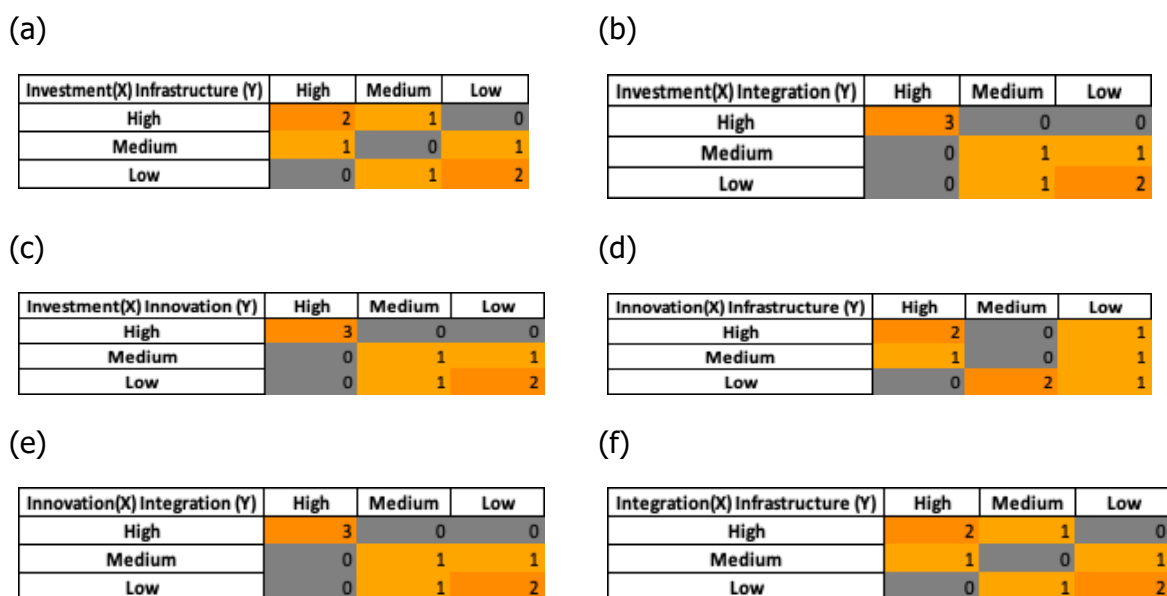 (a)
Investment(X) Infrastructure (Y) High Medium Low
High 2 1 0
Medium 1 0 1
Low 0 1 2
(b)
Investment(X) Integration (Y) High Medium Low
High 3 0 0
Medium 0 1 1
Low 0 1 2
(c)
Investment(X) Innovation (Y) High Medium Low
High 3 0 0
Medium 0 1 1
Low 0 1 2
(d)
Innovation(X) Infrastructure (Y) High Medium Low
High 2 0 1
Medium 1 0 1
Low 0 2 1
(e)
Innovation(X) Integration (Y) High Medium Low
High 3 0 0
Medium 0 1 1
Low 0 1 2
(f)
Integration(X) Infrastructure (Y) High Medium Low
High 2 1 0
Medium 1 0 1
Low 0 1 2